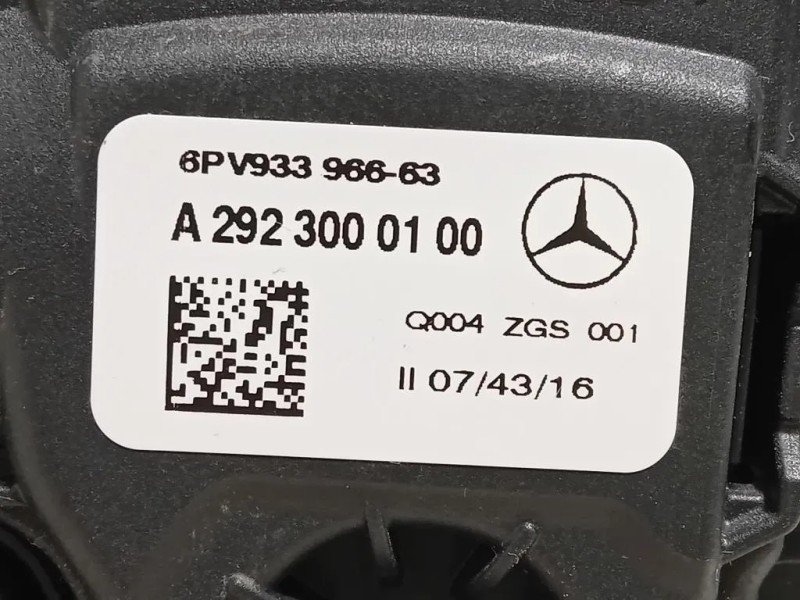 6PV933 966-63
A 292 300 01 00
Q004 ZGS 001
II 07/43/16